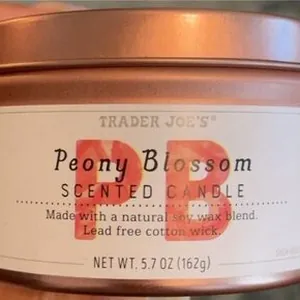 TRADER JOE'S®
PB
Peony Blossom
SCENTED CANDLE
Made with a natural soy wax blend.
Lead free cotton wick.
NET WT. 5.7 OZ (162g)